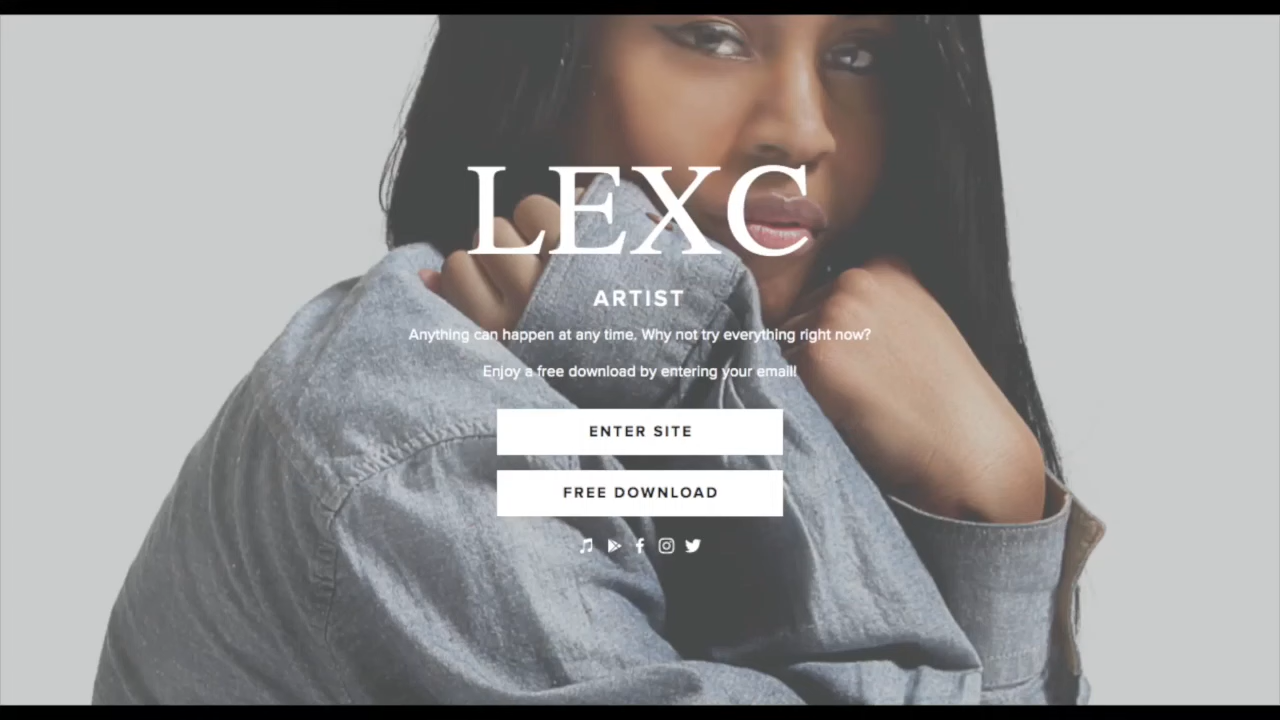 LEXC
ARTIST
Anything can happen at any time. Why not try everything right now?
Enjoy a free download by entering your email!
ENTER SITE
FREE DOWNLOAD